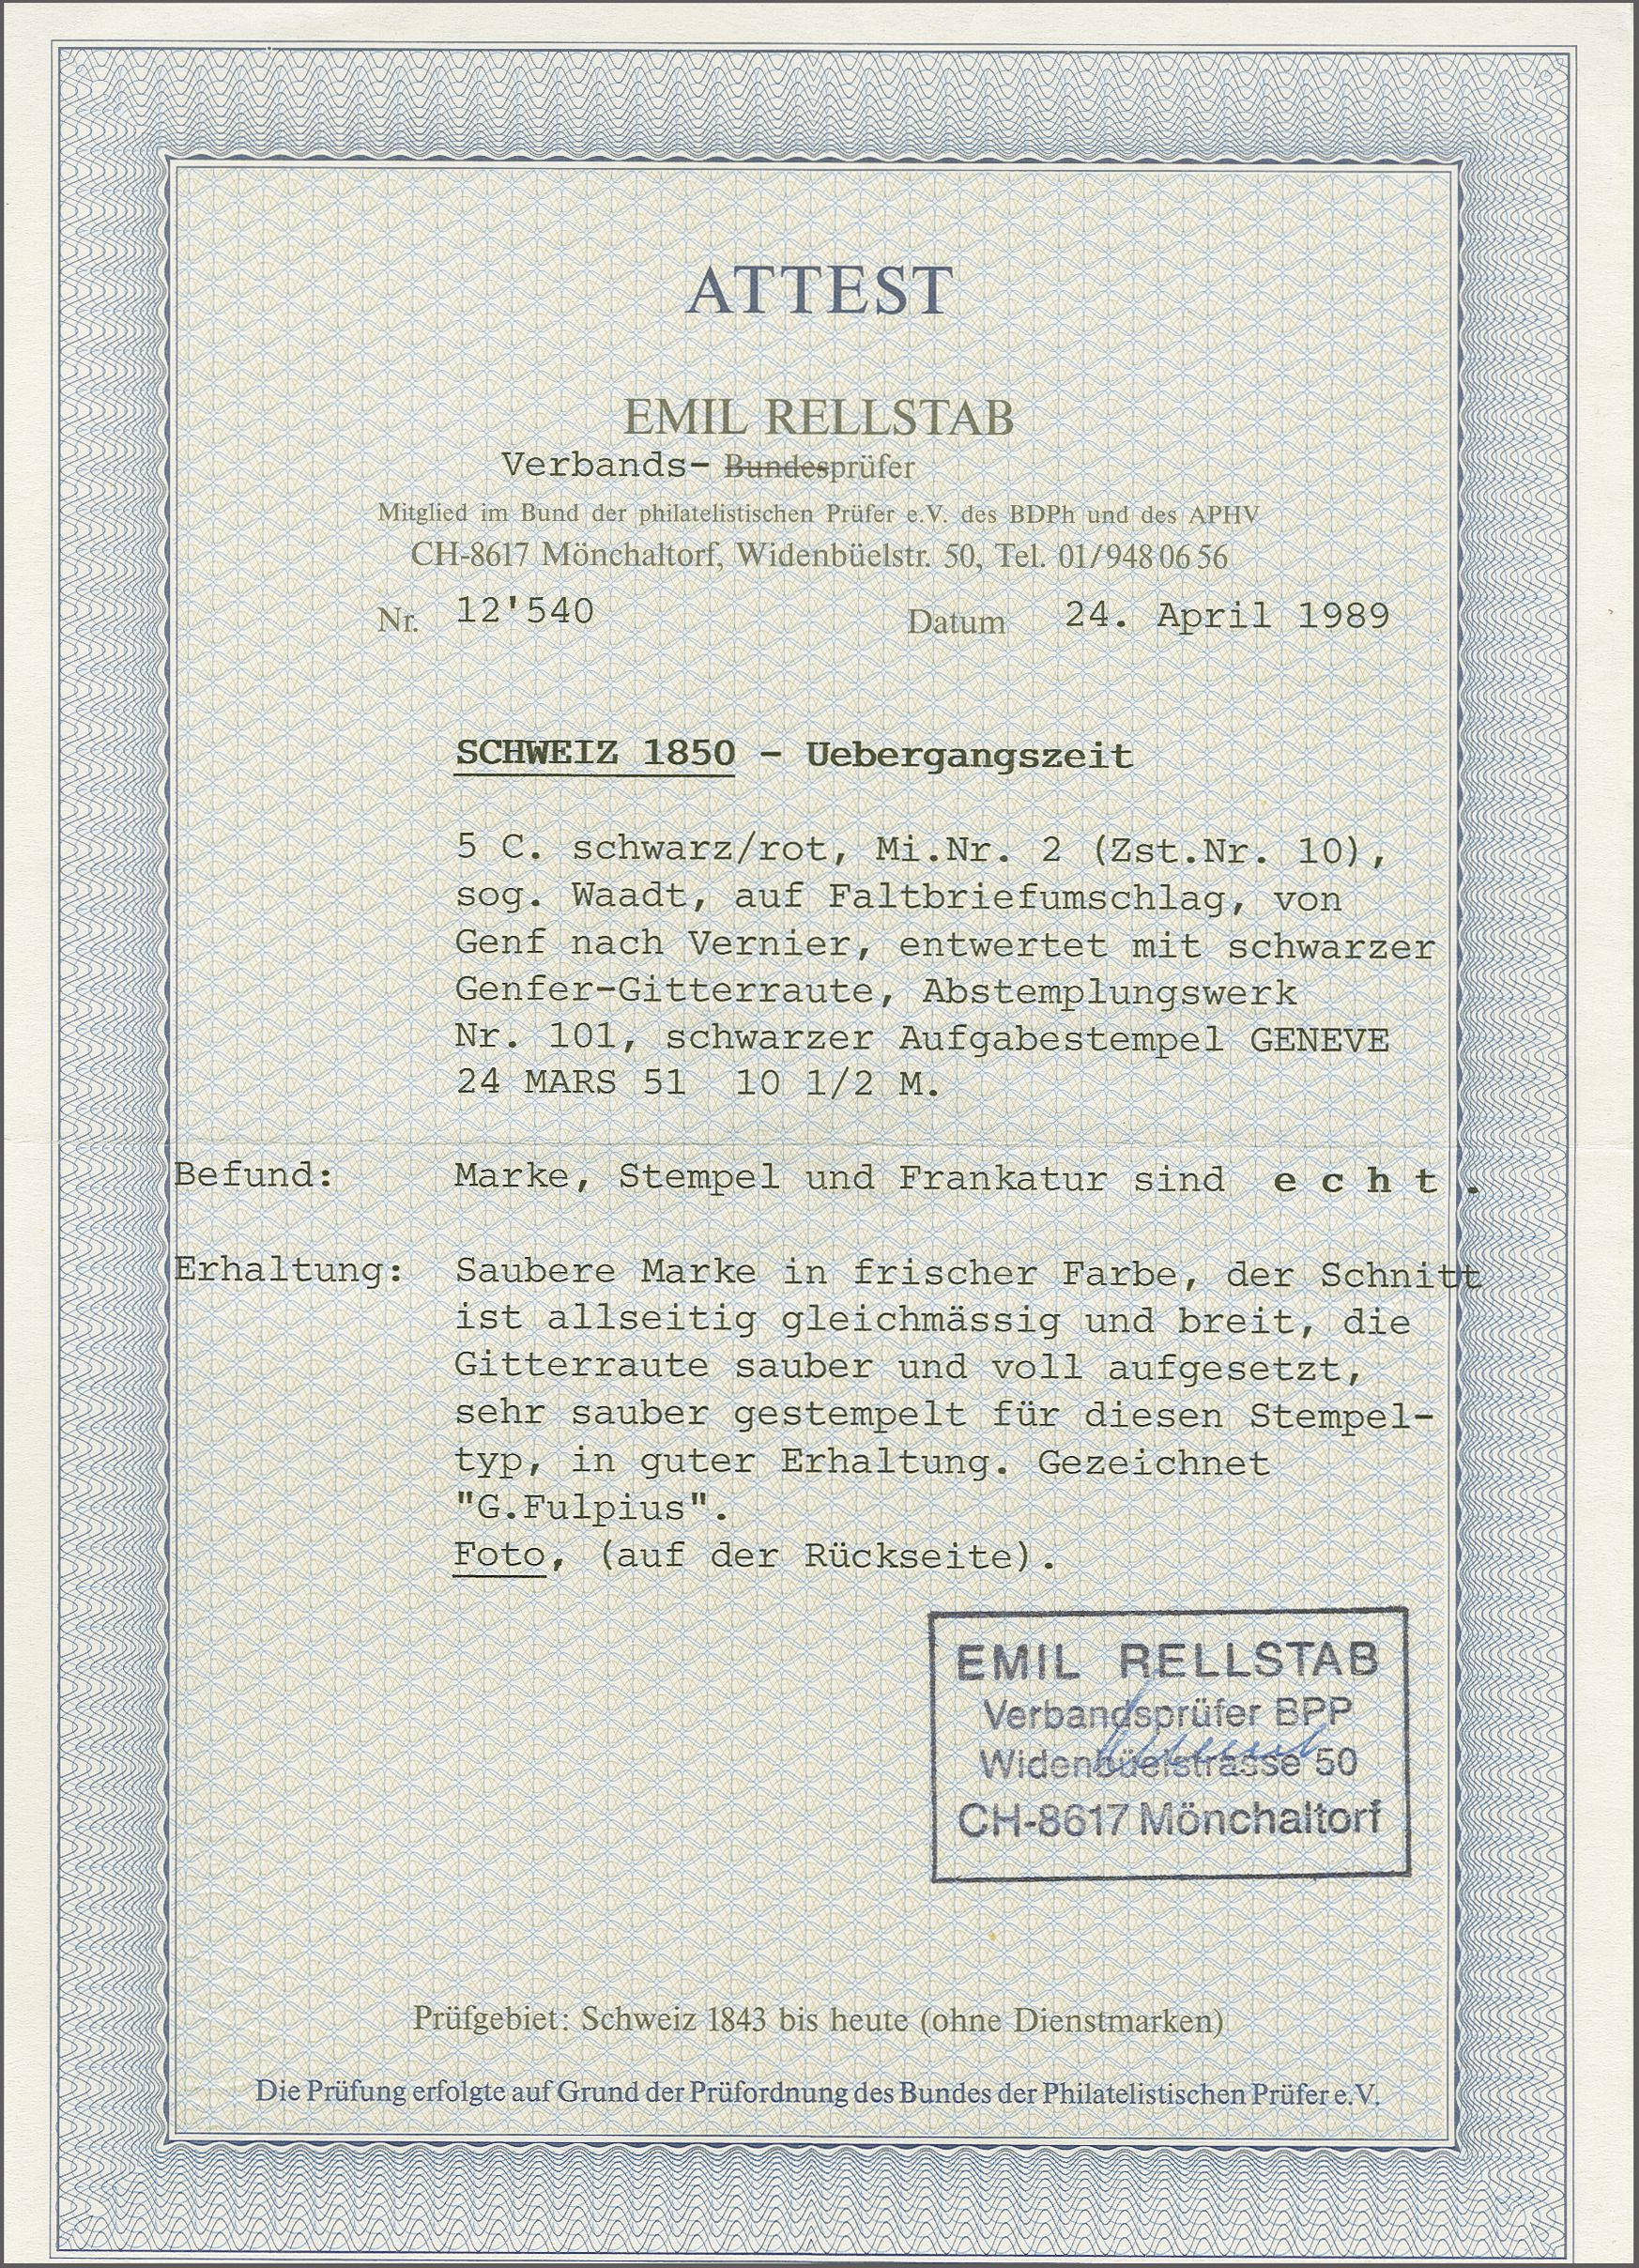 ATTEST
EMIL RELLSTAB
Verbands- Bundesprüfer
Mitglied im Bund der philatelistischen Prüfer e.V. des BDPh und des APHV
CH-8617 Mönchaltorf, Widenbüelstr. 50, Tel. 01/948 06 56
Nr. 12'540 Datum 24. April 1989
SCHWEIZ 1850 - Uebergangszeit
5 C. schwarz/rot, Mi.Nr. 2 (Zst.Nr. 10),
sog. Waadt, auf Faltbriefumschlag, von
Genf nach Vernier, entwertet mit schwarzer
Genfer-Gitterraute, Abstemplungswerk
Nr. 101, schwarzer Aufgabestempel GENEVE
24 MARS 51 10 1/2 M.
Befund: Marke, Stempel und Frankatur sind e c h t .
Erhaltung: Saubere Marke in frischer Farbe, der Schnitt
ist allseitig gleichmässig und breit, die
Gitterraute sauber und voll aufgesetzt,
sehr sauber gestempelt für diesen Stempel-
typ, in guter Erhaltung. Gezeichnet
"G.Fulpius".
Foto, (auf der Rückseite).
EMIL RELLSTAB
Verbandsprüfer BPP
Widenbüelstrasse 50
CH-8617 Mönchaltorf
Prüfgebiet: Schweiz 1843 bis heute (ohne Dienstmarken)
Die Prüfung erfolgte auf Grund der Prüfordnung des Bundes der Philatelistischen Prüfer e.V.